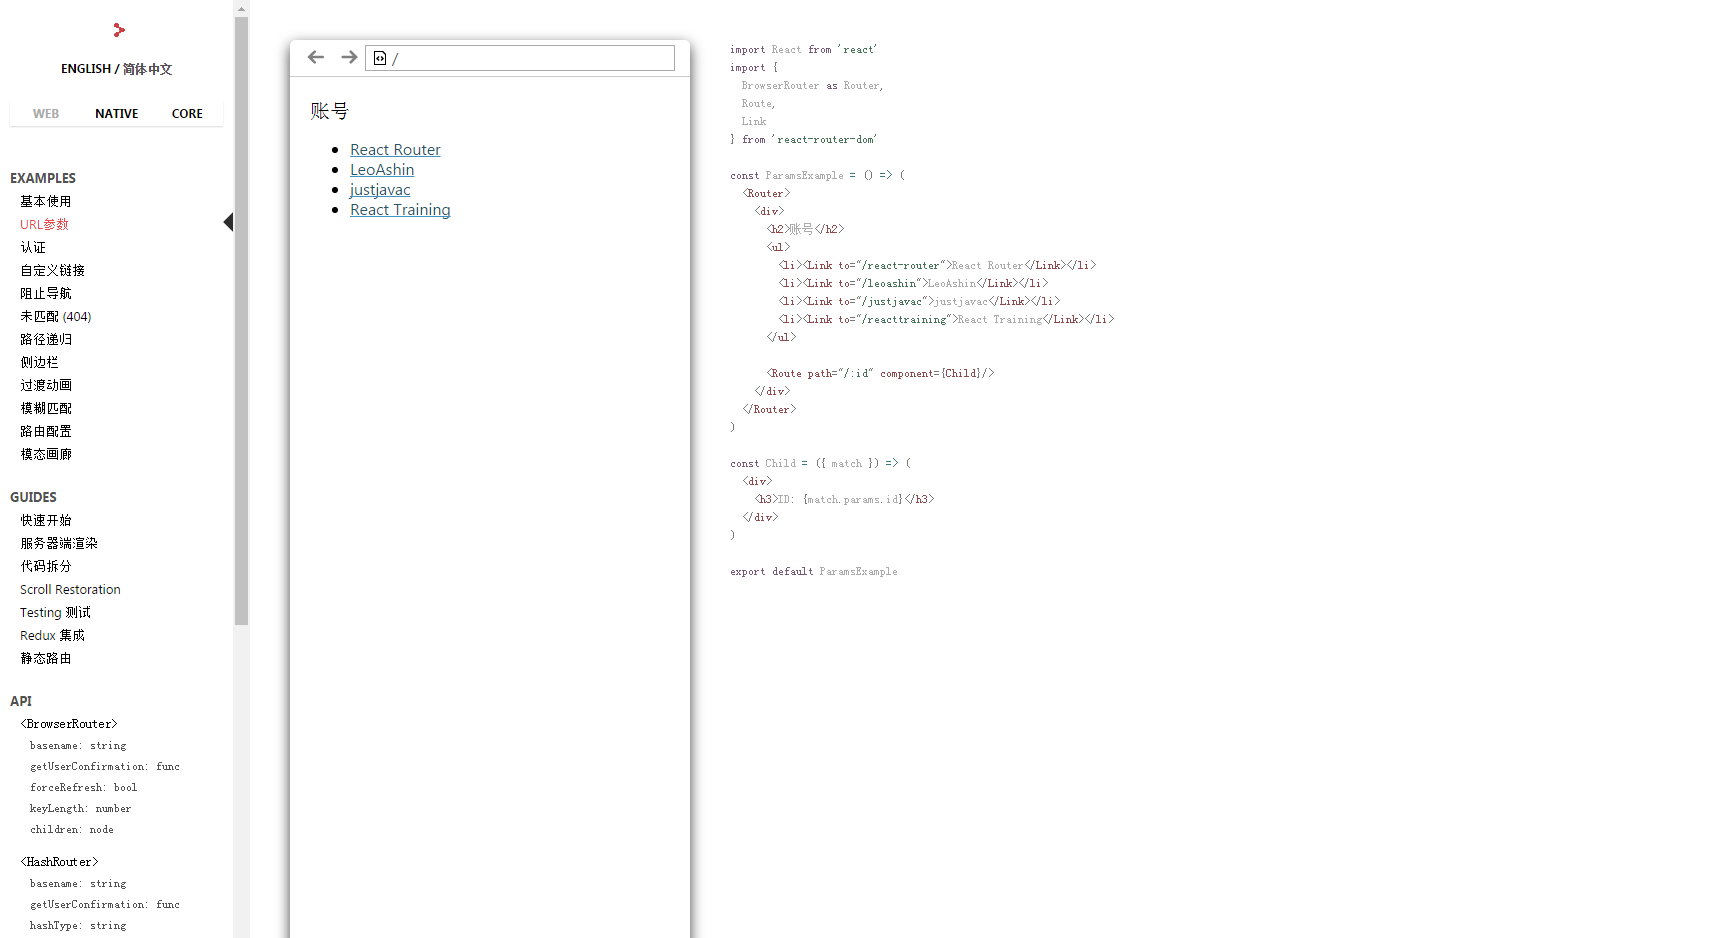 ENGLISH / 简体中文
WEB NATIVE CORE
EXAMPLES
基本使用
URL参数
认证
自定义链接
阻止导航
未匹配 (404)
路径递归
侧边栏
过渡动画
模糊匹配
路由配置
模态画廊
GUIDES
快速开始
服务器端渲染
代码拆分
Scroll Restoration
Testing 测试
Redux 集成
静态路由
API
<BrowserRouter>
basename: string
getUserConfirmation: func
forceRefresh: bool
keyLength: number
children: node
<HashRouter>
basename: string
getUserConfirmation: func
hashType: string
/
账号
React Router
LeoAshin
justjavac
React Training
import React from 'react'
import {
  BrowserRouter as Router,
  Route,
  Link
} from 'react-router-dom'
const ParamsExample = () => (
  <Router>
    <div>
      <h2>账号</h2>
      <ul>
        <li><Link to="/react-router">React Router</Link></li>
        <li><Link to="/leoashin">LeoAshin</Link></li>
        <li><Link to="/justjavac">justjavac</Link></li>
        <li><Link to="/reacttraining">React Training</Link></li>
      </ul>
      <Route path="/:id" component={Child}/>
    </div>
  </Router>
)
const Child = ({ match }) => (
  <div>
    <h3>ID: {match.params.id}</h3>
  </div>
)
export default ParamsExample